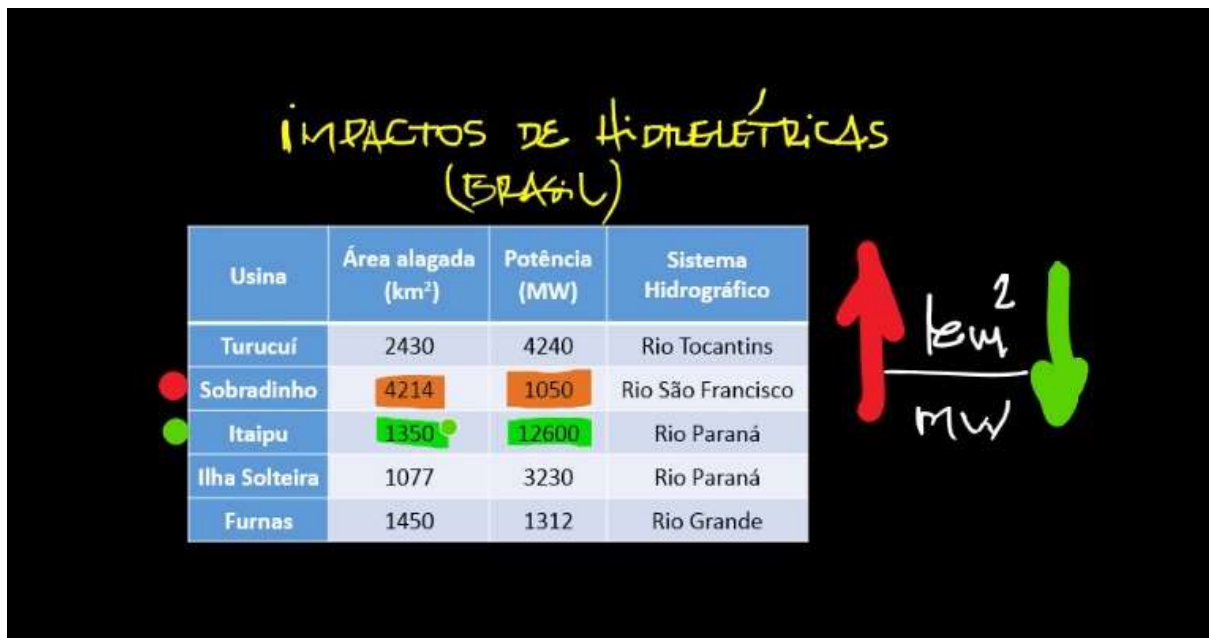 IMPACTOS DE HIDRELÉTRICAS
(BRASIL)
Usina Área alagada (km²) Potência (MW) Sistema Hidrográfico
Turucuí 2430 4240 Rio Tocantins
Sobradinho 4214 1050 Rio São Francisco
Itaipu 1350 12600 Rio Paraná
Ilha Solteira 1077 3230 Rio Paraná
Furnas 1450 1312 Rio Grande
km²
MW